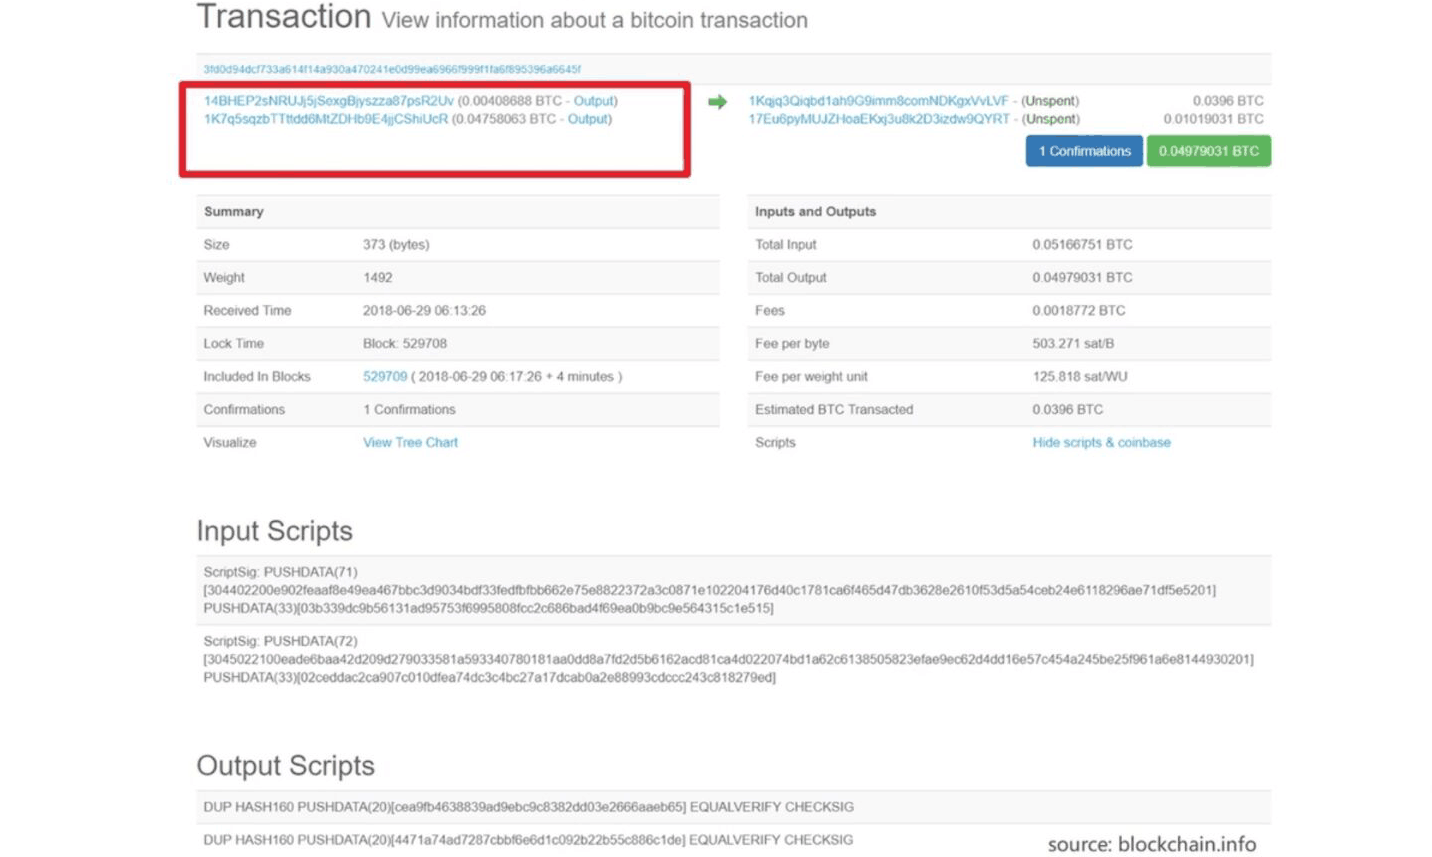 Transaction View information about a bitcoin transaction
3fd0d94dcf733a614f14a930a470241e0d99ea6966f999f1fa6f895396a6645f
14BHEP2sNRUJj5jSexgBjyszza87psR2Uv (0.00408688 BTC - Output)
1K7q5sqzbTTttdd6MtZDHb9E4jjCShiUcR (0.04758063 BTC - Output)
1Kqjq3Qiqbd1ah9G9imm8comNDKgxVvLVF - (Unspent) 0.0396 BTC
17Eu6pyMUJZHoaEKxj3u8k2D3izdw9QYRT - (Unspent) 0.01019031 BTC
1 Confirmations 0.04979031 BTC
Summary
Size 373 (bytes)
Weight 1492
Received Time 2018-06-29 06:13:26
Lock Time Block: 529708
Included In Blocks 529709 ( 2018-06-29 06:17:26 + 4 minutes )
Confirmations 1 Confirmations
Visualize View Tree Chart
Inputs and Outputs
Total Input 0.05166751 BTC
Total Output 0.04979031 BTC
Fees 0.0018772 BTC
Fee per byte 503.271 sat/B
Fee per weight unit 125.818 sat/WU
Estimated BTC Transacted 0.0396 BTC
Scripts Hide scripts & coinbase
Input Scripts
ScriptSig: PUSHDATA(71)
[304402200e902feaaf8e49ea467bbc3d9034bdf33fedfbfbb662e75e8822372a3c0871e102204176d40c1781ca6f465d47db3628e2610f53d5a54ceb24e6118296ae71df5e5201]
PUSHDATA(33)[03b339dc9b56131ad95753f6995808fcc2c686bad4f69ea0b9bc9e564315c1e515]
ScriptSig: PUSHDATA(72)
[3045022100eade6baa42d209d279033581a593340780181aa0dd8a7fd2d5b6162acd81ca4d022074bd1a62c6138505823efae9ec62d4dd16e57c454a245be25f961a6e8144930201]
PUSHDATA(33)[02ceddac2ca907c010dfea74dc3c4bc27a17dcab0a2e88993cdccc243c818279ed]
Output Scripts
DUP HASH160 PUSHDATA(20)[cea9fb4638839ad9ebc9c8382dd03e2666aaeb65] EQUALVERIFY CHECKSIG
DUP HASH160 PUSHDATA(20)[4471a74ad7287cbbf6e6d1c092b22b55c886c1de] EQUALVERIFY CHECKSIG
source: blockchain.info